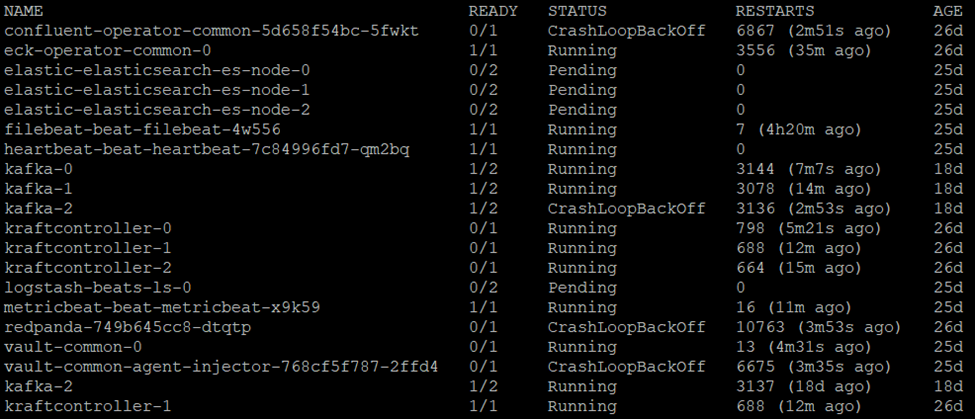 NAME READY STATUS RESTARTS AGE
confluent-operator-common-5d658f54bc-5fwkt 0/1 CrashLoopBackOff 6867 (2m51s ago) 26d
eck-operator-common-0 1/1 Running 3556 (35m ago) 26d
elastic-elasticsearch-es-node-0 0/2 Pending 0 25d
elastic-elasticsearch-es-node-1 0/2 Pending 0 25d
elastic-elasticsearch-es-node-2 0/2 Pending 0 25d
filebeat-beat-filebeat-4w556 1/1 Running 7 (4h20m ago) 25d
heartbeat-beat-heartbeat-7c84996fd7-qm2bq 1/1 Running 0 25d
kafka-0 1/2 Running 3144 (7m7s ago) 18d
kafka-1 1/2 Running 3078 (14m ago) 18d
kafka-2 1/2 CrashLoopBackOff 3136 (2m53s ago) 18d
kraftcontroller-0 0/1 Running 798 (5m21s ago) 26d
kraftcontroller-1 0/1 Running 688 (12m ago) 26d
kraftcontroller-2 0/1 Running 664 (15m ago) 26d
logstash-beats-ls-0 0/2 Pending 0 25d
metricbeat-beat-metricbeat-x9k59 1/1 Running 16 (11m ago) 25d
redpanda-749b645cc8-dtqtp 0/1 CrashLoopBackOff 10763 (3m53s ago) 26d
vault-common-0 0/1 Running 13 (4m31s ago) 25d
vault-common-agent-injector-768cf5f787-2ffd4 0/1 CrashLoopBackOff 6675 (3m35s ago) 25d
kafka-2 1/2 Running 3137 (18d ago) 18d
kraftcontroller-1 1/1 Running 688 (12m ago) 26d